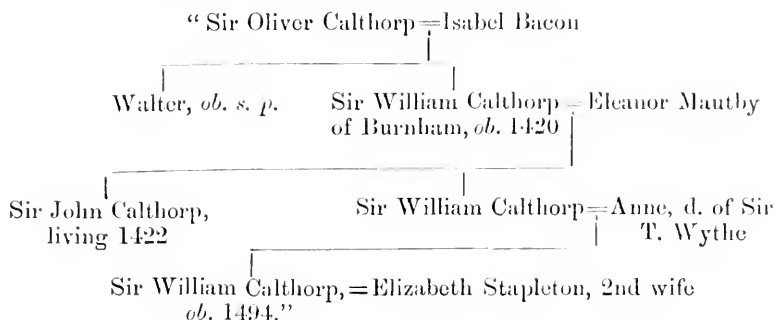 “ Sir Oliver Calthorp=Isabel Bacon
Walter, ob. s. p. Sir William Calthorp = Eleanor Mautby
of Burnham, ob. 1420
Sir John Calthorp, Sir William Calthorp=Anne, d. of Sir
living 1422 T. Wythe
Sir William Calthorp,=Elizabeth Stapleton, 2nd wife
ob. 1494.”